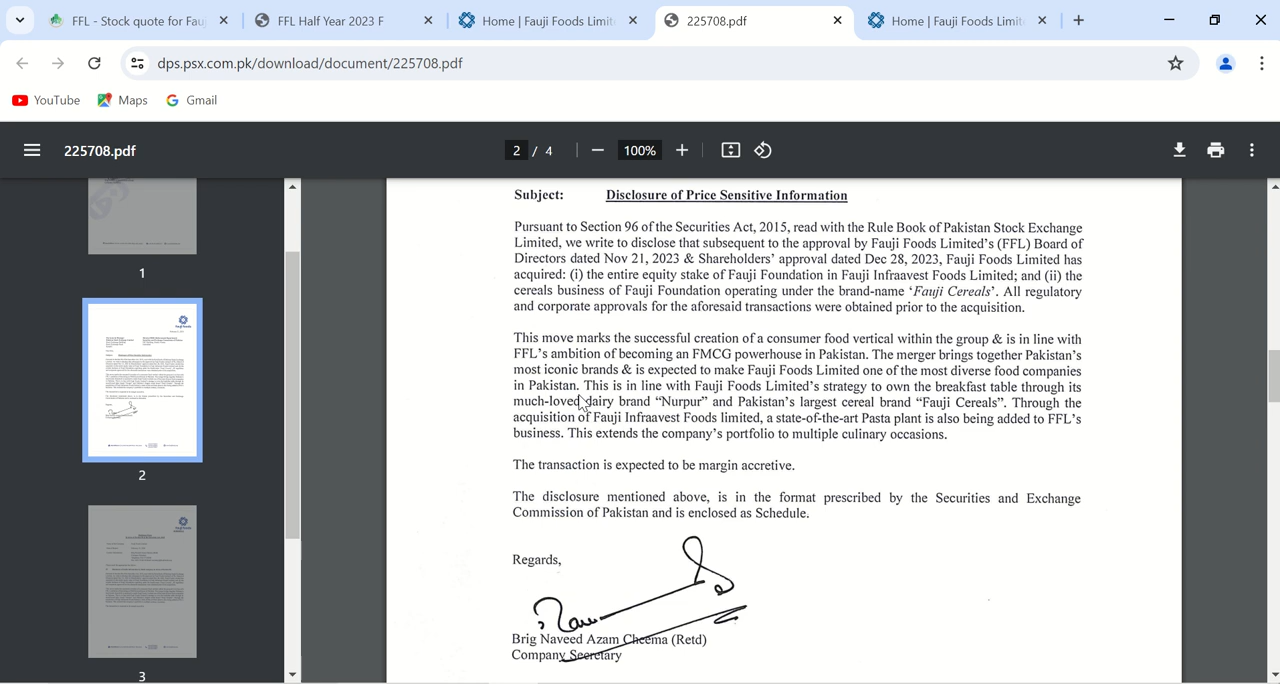 FFL - Stock quote for Fau
FFL Half Year 2023 F
Home | Fauji Foods Limit
225708.pdf
Home | Fauji Foods Limit
dps.psx.com.pk/download/document/225708.pdf
YouTube
Maps
Gmail
225708.pdf
2 / 4
100%
1
2
3
Subject: Disclosure of Price Sensitive Information
Pursuant to Section 96 of the Securities Act, 2015, read with the Rule Book of Pakistan Stock Exchange
Limited, we write to disclose that subsequent to the approval by Fauji Foods Limited's (FFL) Board of
Directors dated Nov 21, 2023 & Shareholders' approval dated Dec 28, 2023, Fauji Foods Limited has
acquired: (i) the entire equity stake of Fauji Foundation in Fauji Infraavest Foods Limited; and (ii) the
cereals business of Fauji Foundation operating under the brand-name 'Fauji Cereals'. All regulatory
and corporate approvals for the aforesaid transactions were obtained prior to the acquisition.
This move marks the successful creation of a consumer food vertical within the group & is in line with
FFL's ambition of becoming an FMCG powerhouse in Pakistan. The merger brings together Pakistan's
most iconic brands & is expected to make Fauji Foods Limited one of the most diverse food companies
in Pakistan. This is in line with Fauji Foods Limited's strategy to own the breakfast table through its
much-loved dairy brand "Nurpur" and Pakistan's largest cereal brand "Fauji Cereals". Through the
acquisition of Fauji Infraavest Foods limited, a state-of-the-art Pasta plant is also being added to FFL's
business. This extends the company's portfolio to multiple culinary occasions.
The transaction is expected to be margin accretive.
The disclosure mentioned above, is in the format prescribed by the Securities and Exchange
Commission of Pakistan and is enclosed as Schedule.
Regards,
Brig Naveed Azam Cheema (Retd)
Company Secretary